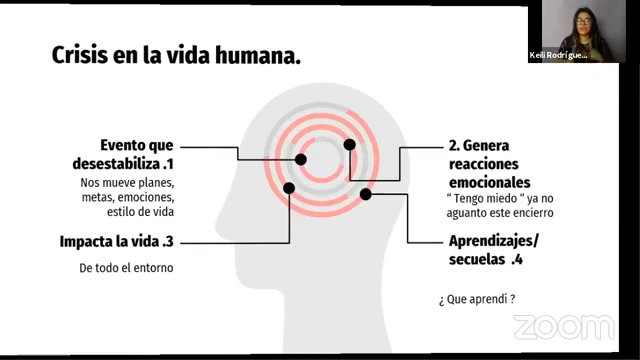 Crisis en la vida humana.
Keili Rodrígue...
Evento que
desestabiliza .1
Nos mueve planes,
metas, emociones,
estilo de vida
Impacta la vida .3
De todo el entorno
2. Genera
reacciones
emocionales
“ Tengo miedo “ ya no
aguanto este encierro
Aprendizajes/
secuelas .4
¿ Que aprendí ?
zoom